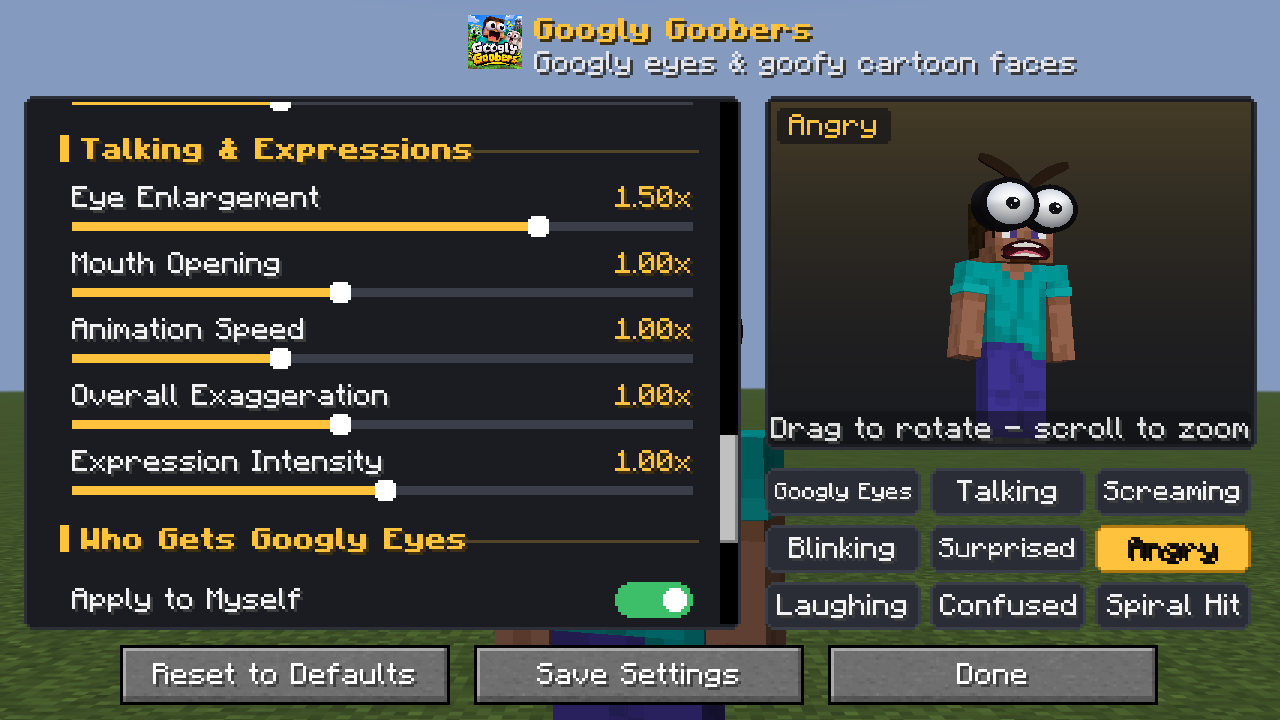 Googly Goobers
Googly Goobers
Googly eyes & goofy cartoon faces
Talking & Expressions
Eye Enlargement 1.50x
Mouth Opening 1.00x
Animation Speed 1.00x
Overall Exaggeration 1.00x
Expression Intensity 1.00x
Who Gets Googly Eyes
Apply to Myself
Angry
Drag to rotate - scroll to zoom
Googly Eyes Talking Screaming
Blinking Surprised Angry
Laughing Confused Spiral Hit
Reset to Defaults Save Settings Done